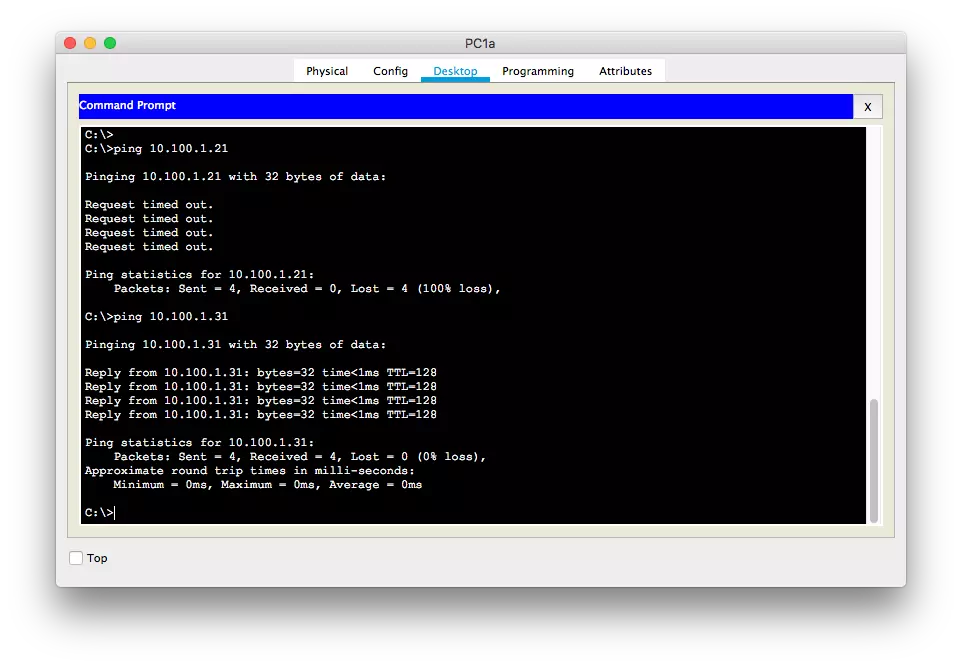 PC1a
Physical Config Desktop Programming Attributes
Command Prompt X
C:\>
C:\>ping 10.100.1.21
Pinging 10.100.1.21 with 32 bytes of data:
Request timed out.
Request timed out.
Request timed out.
Request timed out.
Ping statistics for 10.100.1.21:
    Packets: Sent = 4, Received = 0, Lost = 4 (100% loss),
C:\>ping 10.100.1.31
Pinging 10.100.1.31 with 32 bytes of data:
Reply from 10.100.1.31: bytes=32 time<1ms TTL=128
Reply from 10.100.1.31: bytes=32 time<1ms TTL=128
Reply from 10.100.1.31: bytes=32 time<1ms TTL=128
Reply from 10.100.1.31: bytes=32 time<1ms TTL=128
Ping statistics for 10.100.1.31:
    Packets: Sent = 4, Received = 4, Lost = 0 (0% loss),
Approximate round trip times in milli-seconds:
    Minimum = 0ms, Maximum = 0ms, Average = 0ms
C:\>
Top